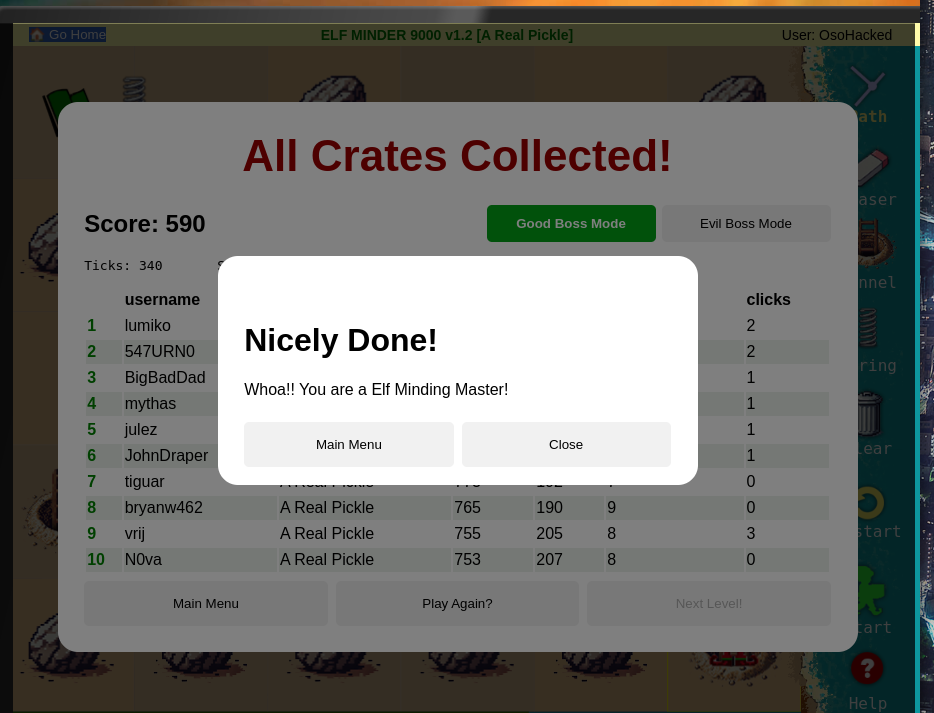 Go Home ELF MINDER 9000 v1.2 [A Real Pickle] User: OsoHacked
All Crates Collected!
Score: 590 Good Boss Mode Evil Boss Mode
Ticks: 340
username clicks
1 lumiko 2
2 547URN0 2
3 BigBadDad 1
4 mythas 1
5 julez 1
6 JohnDraper 1
7 tiguar A Real Pickle 0
8 bryanw462 A Real Pickle 765 190 9 0
9 vrij A Real Pickle 755 205 8 3
10 N0va A Real Pickle 753 207 8 0
Main Menu Play Again? Next Level!
Nicely Done!
Whoa!! You are a Elf Minding Master!
Main Menu Close
ath
aser
nnel
ring
lear
start
tart
?
Help